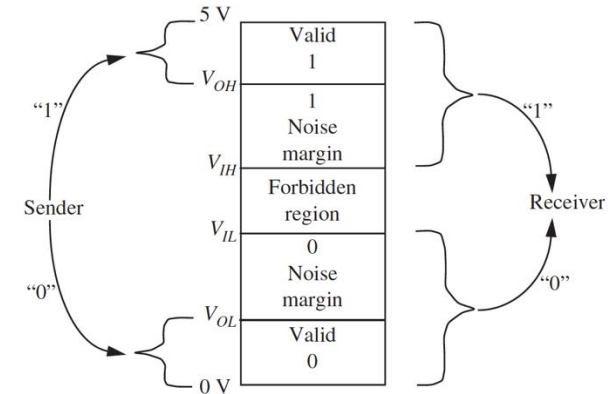 5 V
Valid
1
V_OH
"1"
1
Noise
margin
"1"
V_IH
Forbidden
region
Sender
Receiver
V_IL
0
Noise
margin
"0"
"0"
V_OL
Valid
0
0 V